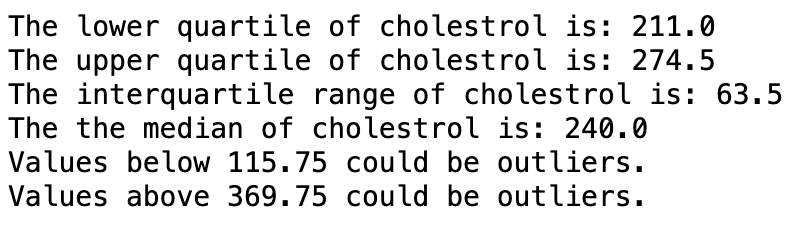 The lower quartile of cholestrol is: 211.0
The upper quartile of cholestrol is: 274.5
The interquartile range of cholestrol is: 63.5
The the median of cholestrol is: 240.0
Values below 115.75 could be outliers.
Values above 369.75 could be outliers.